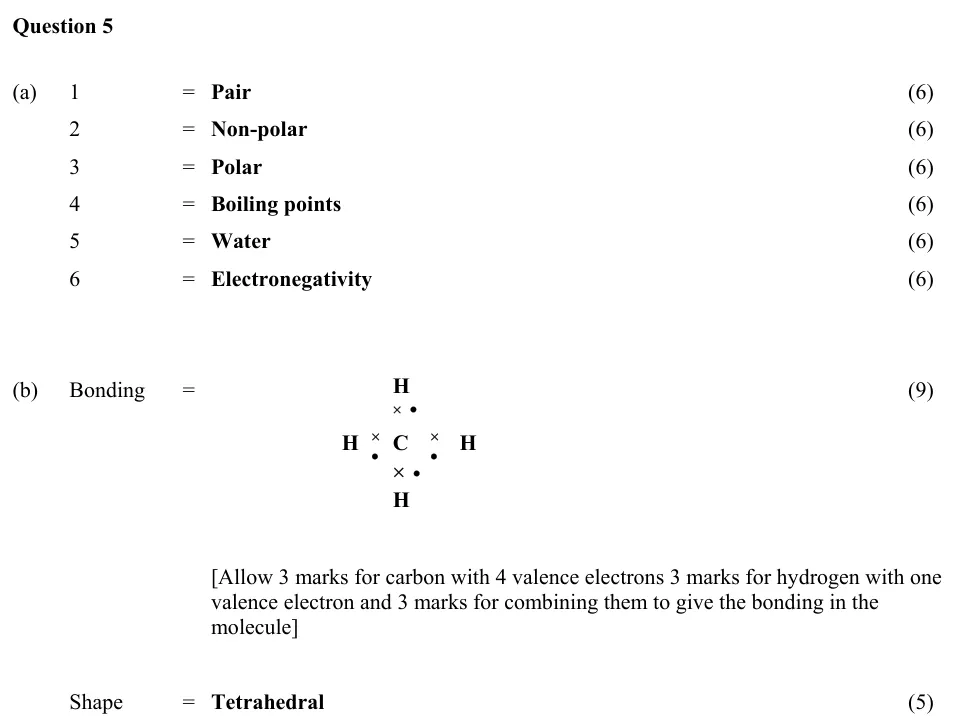 Question 5
(a) 1 = Pair (6)
2 = Non-polar (6)
3 = Polar (6)
4 = Boiling points (6)
5 = Water (6)
6 = Electronegativity (6)
(b) Bonding = H (9)
× •
H × • C × • H
× •
H
[Allow 3 marks for carbon with 4 valence electrons 3 marks for hydrogen with one
valence electron and 3 marks for combining them to give the bonding in the
molecule]
Shape = Tetrahedral (5)